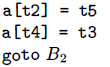 a[t2] = t5
a[t4] = t3
goto B₂